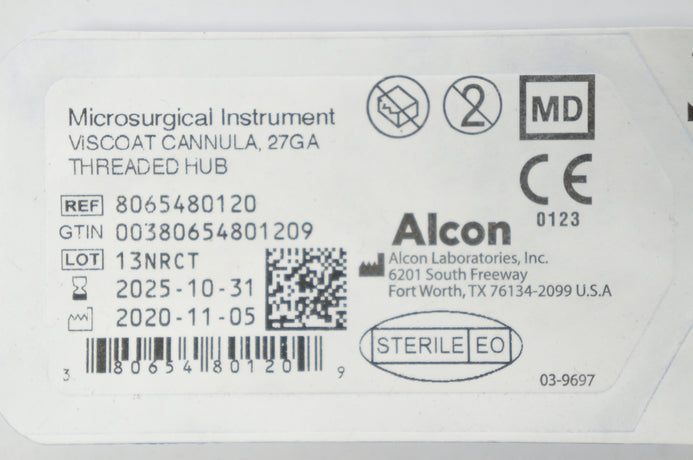 Microsurgical Instrument
VISCOAT CANNULA, 27GA
THREADED HUB
REF 8065480120
GTIN 00380654801209
LOT 13NRCT
2025-10-31
2020-11-05
3 80654 80120 9
2
MD
CE
0123
Alcon
Alcon Laboratories, Inc.
6201 South Freeway
Fort Worth, TX 76134-2099 U.S.A
STERILE EO
03-9697